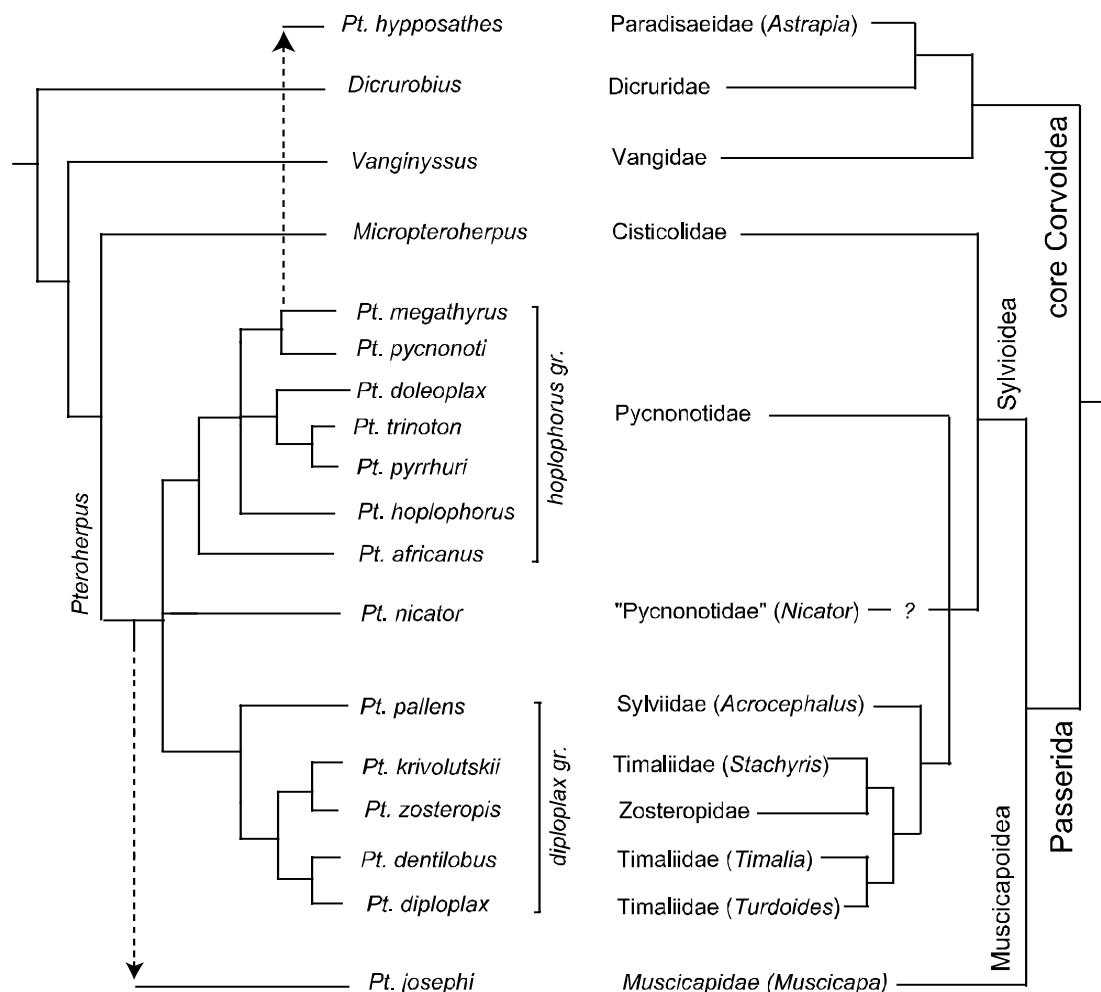 Pt. hypposathes Paradisaeidae (Astrapia)
Dicrurobius Dicruridae
Vanginyssus Vangidae
Micropteroherpus Cisticolidae
Pt. megathyrus
Pt. pycnonoti
Pt. doleoplax
Pt. trinoton Pycnonotidae
Pt. pyrrhuri
Pt. hoplophorus
Pt. africanus
hoplophorus gr.
Pteroherpus
Pt. nicator "Pycnonotidae" (Nicator) ?
Pt. pallens Sylviidae (Acrocephalus)
Pt. krivolutskii Timaliidae (Stachyris)
Pt. zosteropis Zosteropidae
Pt. dentilobus Timaliidae (Timalia)
Pt. diploplax Timaliidae (Turdoides)
diploplax gr.
Pt. josephi Muscicapidae (Muscicapa)
core Corvoidea
Sylvioidea
Passerida
Muscicapoidea